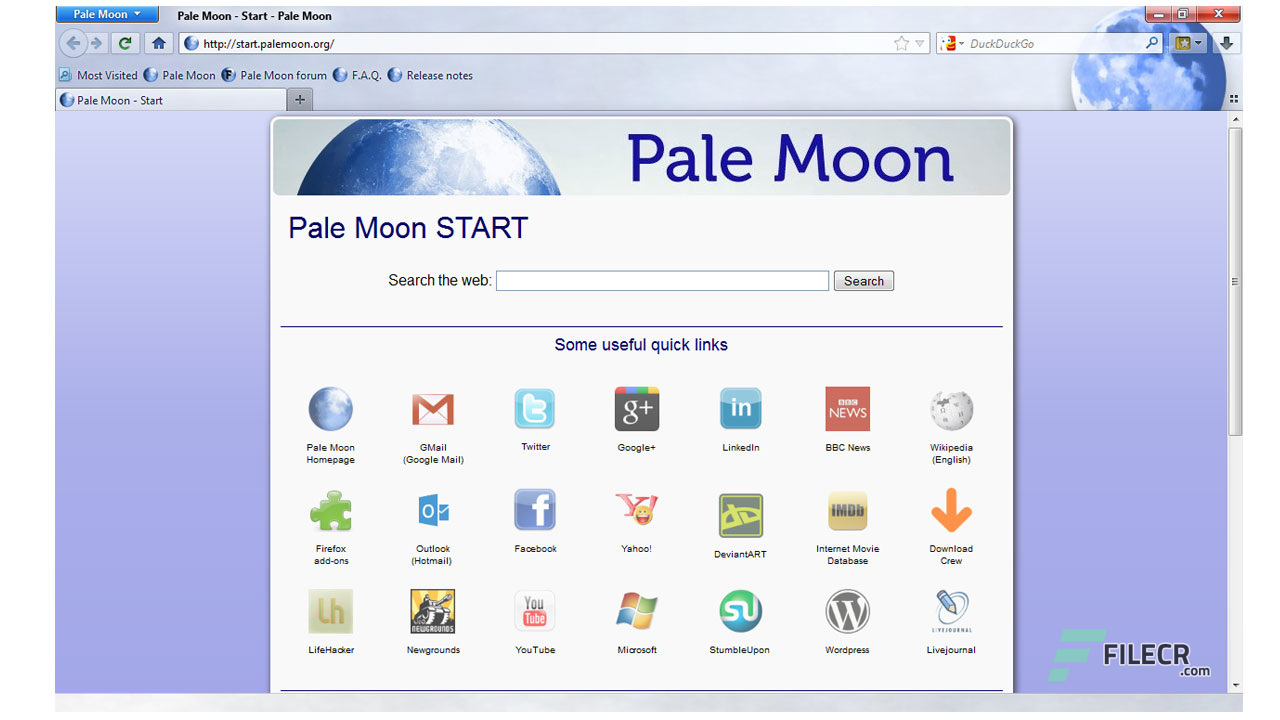 Pale Moon
Pale Moon - Start - Pale Moon
http://start.palemoon.org/
DuckDuckGo
Most Visited Pale Moon Pale Moon forum F.A.Q. Release notes
Pale Moon - Start
Pale Moon
Pale Moon START
Search the web: Search
Some useful quick links
g+ in BBC NEWS
Pale Moon Homepage
GMail (Google Mail)
Twitter
Google+
LinkedIn
BBC News
Wikipedia (English)
O f Y! IMDb
Firefox add-ons
Outlook (Hotmail)
Facebook
Yahoo!
DeviantART
Internet Movie Database
Download Crew
lh NEWGROUNDS You Tube SU W LIVEJOURNAL
LifeHacker
Newgrounds
YouTube
Microsoft
StumbleUpon
Wordpress
Livejournal
FILECR
.com